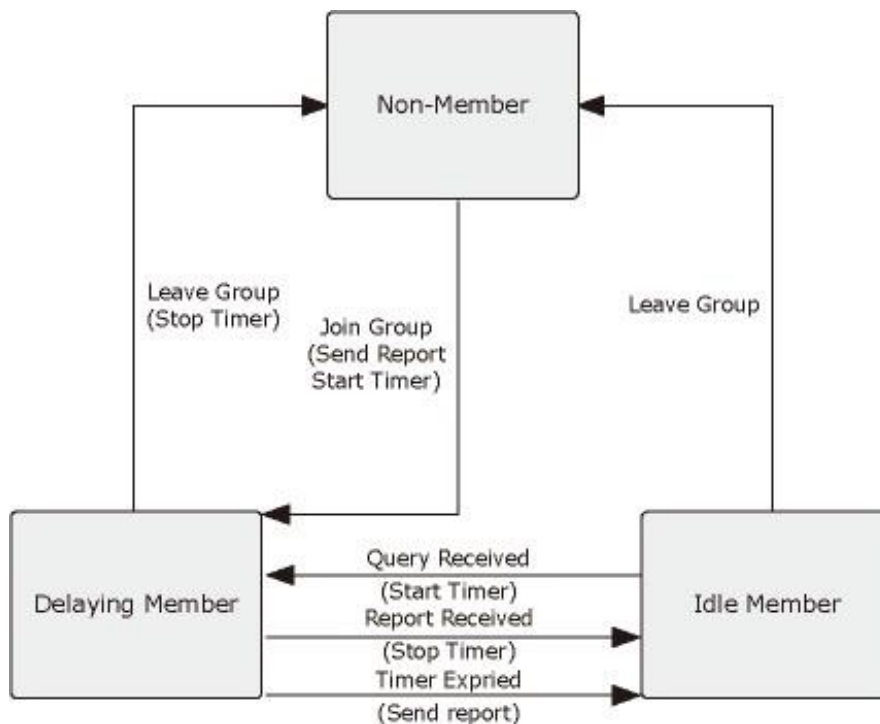 Non-Member
Leave Group
(Stop Timer)
Join Group
(Send Report
Start Timer)
Leave Group
Delaying Member
Query Received
(Start Timer)
Report Received
(Stop Timer)
Timer Expried
(Send report)
Idle Member